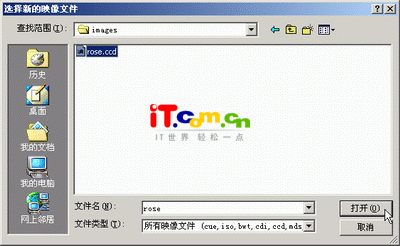 选择新的映像文件
查找范围(I):
images
rose.ccd
历史
桌面
我的文档
我的电脑
网上邻居
iT.com.cn
IT世界 轻松一点
文件名(N):
rose
打开(O)
文件类型(T):
所有映像文件 (cue,iso,bwt,cdi,ccd,mds
取消